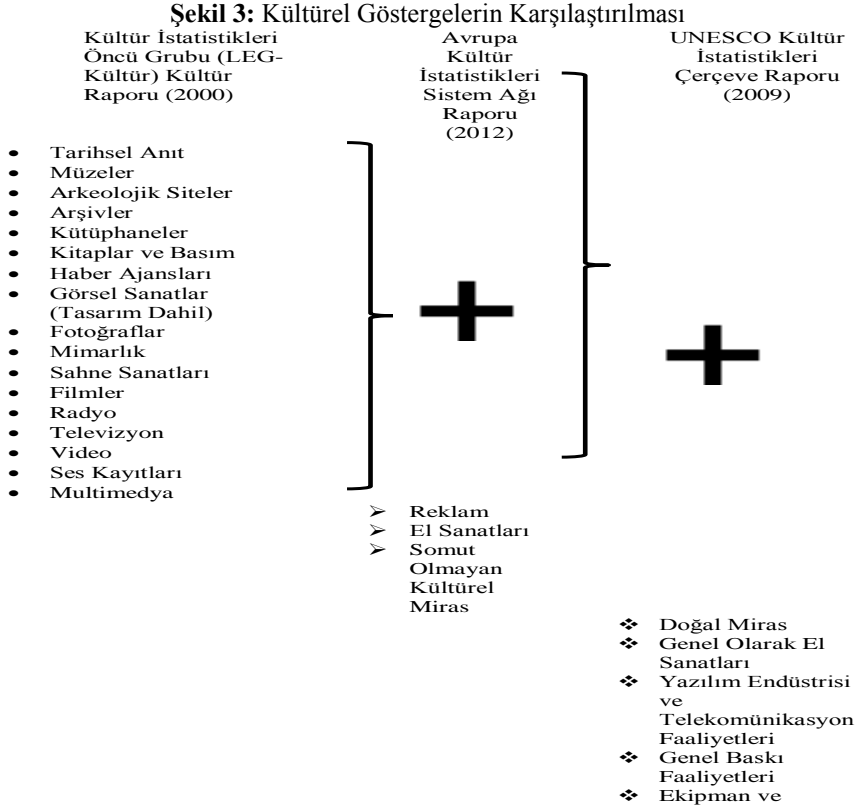 Şekil 3: Kültürel Göstergelerin Karşılaştırılması
Kültür İstatistikleri
Öncü Grubu (LEG-
Kültür) Kültür
Raporu (2000)
Avrupa
Kültür
İstatistikleri
Sistem Ağı
Raporu
(2012)
UNESCO Kültür
İstatistikleri
Çerçeve Raporu
(2009)
• Tarihsel Anıt
• Müzeler
• Arkeolojik Siteler
• Arşivler
• Kütüphaneler
• Kitaplar ve Basım
• Haber Ajansları
• Görsel Sanatlar
(Tasarım Dahil)
• Fotoğraflar
• Mimarlık
• Sahne Sanatları
• Filmler
• Radyo
• Televizyon
• Video
• Ses Kayıtları
• Multimedya
➢ Reklam
➢ El Sanatları
➢ Somut
Olmayan
Kültürel
Miras
❖ Doğal Miras
❖ Genel Olarak El
Sanatları
❖ Yazılım Endüstrisi
ve
Telekomünikasyon
Faaliyetleri
❖ Genel Baskı
Faaliyetleri
❖ Ekipman ve